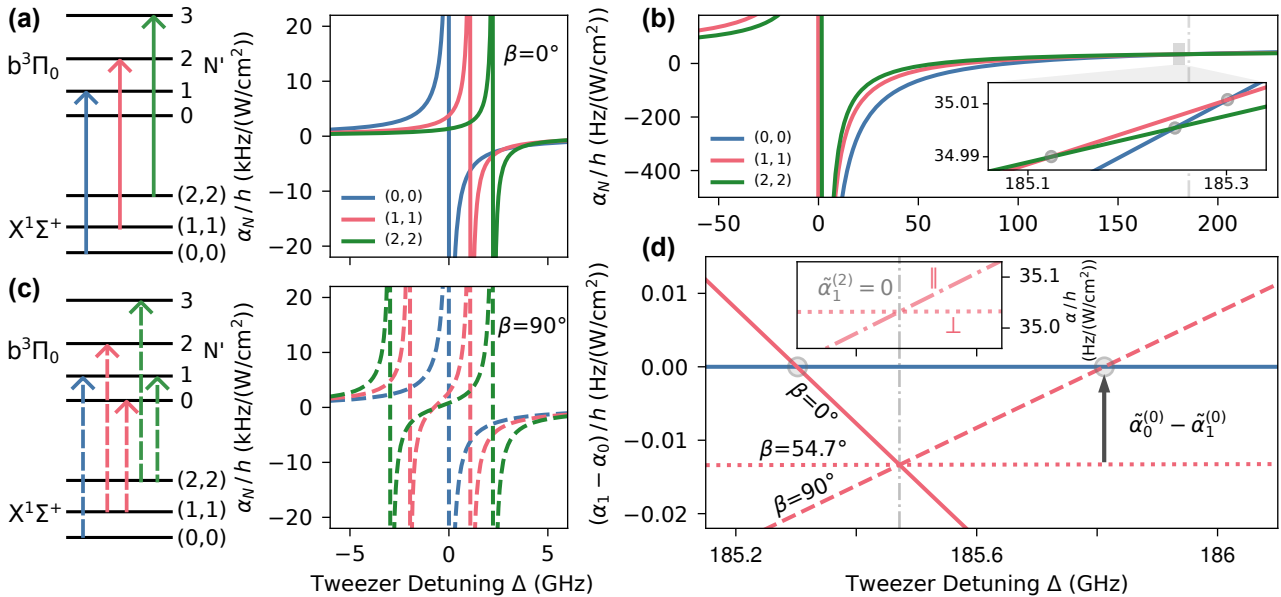 (a)
3
2
b³Π₀
N'
1
0
(2,2)
X¹Σ⁺
(1,1)
(0,0)
α_N / h (kHz/(W/cm²))
20
10
0
−10
−20
β=0°
(0, 0)
(1, 1)
(2, 2)
−5
0
5
(b)
α_N / h (Hz/(W/cm²))
0
−200
−400
(0, 0)
(1, 1)
(2, 2)
35.01
34.99
185.1
185.3
−50
0
50
100
150
200
(c)
3
2
b³Π₀
N'
1
0
(2,2)
X¹Σ⁺
(1,1)
(0,0)
α_N / h (kHz/(W/cm²))
20
10
0
−10
−20
β=90°
−5
0
5
Tweezer Detuning Δ (GHz)
(d)
(α₁ − α₀) / h (Hz/(W/cm²))
0.01
0.00
−0.01
−0.02
α̃₁⁽²⁾ = 0
∥
⊥
35.1
35.0
α / h
(Hz/(W/cm²))
β=0°
β=54.7°
β=90°
α̃₀⁽⁰⁾ − α̃₁⁽⁰⁾
185.2
185.6
186
Tweezer Detuning Δ (GHz)